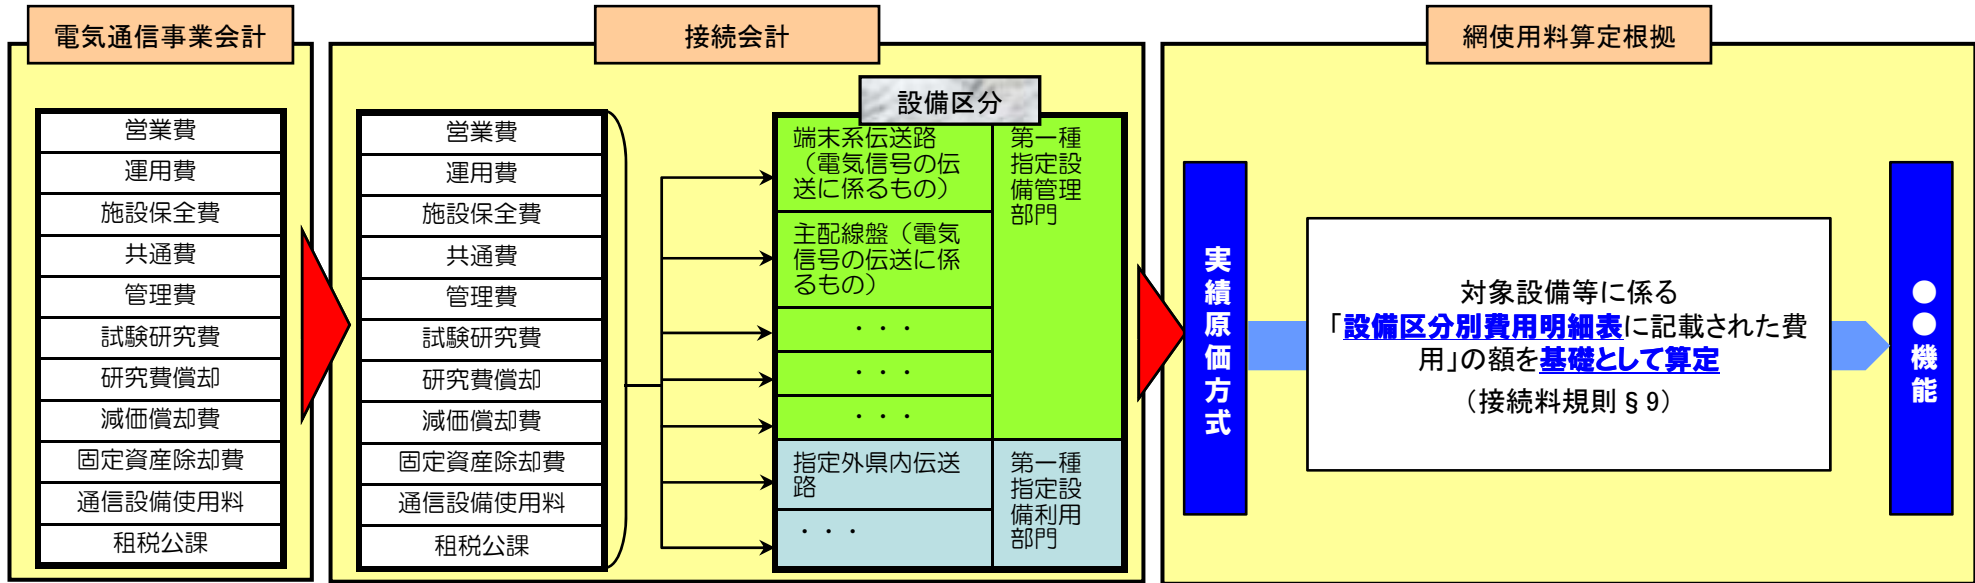 電気通信事業会計
営業費
運用費
施設保全費
共通費
管理費
試験研究費
研究費償却
減価償却費
固定資産除却費
通信設備使用料
租税公課
接続会計
営業費
運用費
施設保全費
共通費
管理費
試験研究費
研究費償却
減価償却費
固定資産除却費
通信設備使用料
租税公課
設備区分
端末系伝送路
（電気信号の伝
送に係るもの）
主配線盤（電気
信号の伝送に係
るもの）
・・・
・・・
・・・
第一種
指定設
備管理
部門
指定外県内伝送
路
・・・
第一種
指定設
備利用
部門
網使用料算定根拠
実績原価方式
対象設備等に係る
「設備区分別費用明細表に記載された費
用」の額を基礎として算定
（接続料規則§9）
●●機能